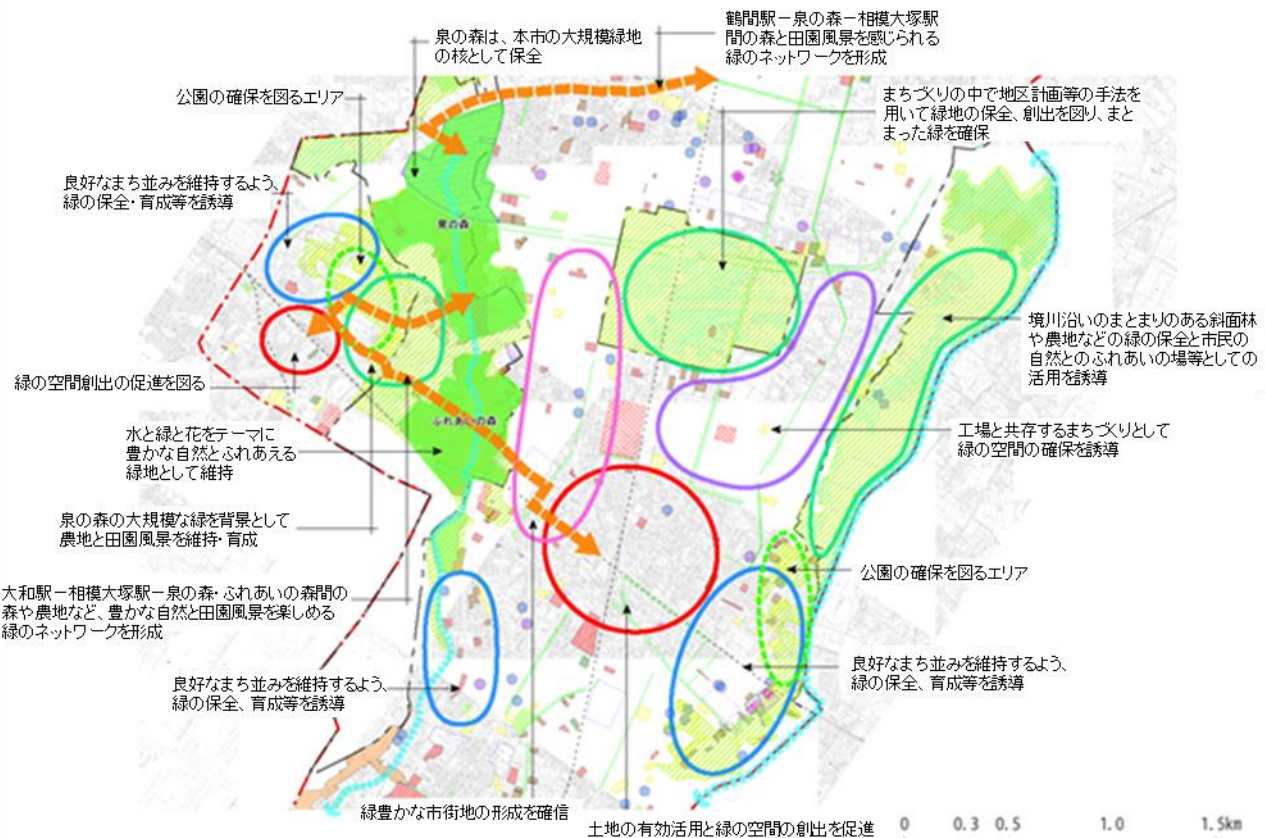 泉の森は、本市の大規模緑地
の核として保全
鶴間駅－泉の森－相模大塚駅
間の森と田園風景を感じられる
緑のネットワークを形成
公園の確保を図るエリア
まちづくりの中で地区計画等の手法を
用いて緑地の保全、創出を図り、まと
まった緑を確保
良好なまち並みを維持するよう、
緑の保全・育成等を誘導
泉の森
境川沿いのまとまりのある斜面林
や農地などの緑の保全と市民の
自然とのふれあいの場等としての
活用を誘導
緑の空間創出の促進を図る
ふれあいの森
水と緑と花をテーマに
豊かな自然とふれあえる
緑地として維持
工場と共存するまちづくりとして
緑の空間の確保を誘導
泉の森の大規模な緑を背景として
農地と田園風景を維持・育成
公園の確保を図るエリア
大和駅－相模大塚駅－泉の森・ふれあいの森間の
森や農地など、豊かな自然と田園風景を楽しめる
緑のネットワークを形成
良好なまち並みを維持するよう、
緑の保全、育成等を誘導
良好なまち並みを維持するよう、
緑の保全、育成等を誘導
緑豊かな市街地の形成を確信
土地の有効活用と緑の空間の創出を促進
0 0.3 0.5 1.0 1.5km